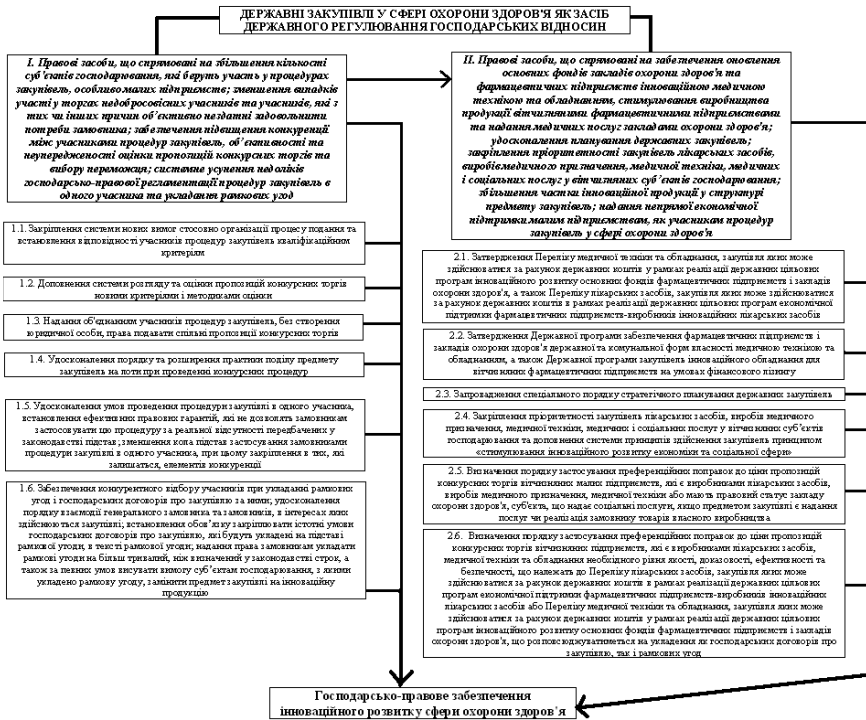 ДЕРЖАВНІ ЗАКУПІВЛІ У СФЕРІ ОХОРОНИ ЗДОРОВ'Я ЯК ЗАСІБ
ДЕРЖАВНОГО РЕГУЛЮВАННЯ ГОСПОДАРСЬКИХ ВІДНОСИН
І. Правові засоби, що спрямовані на збільшення кількості
суб'єктів господарювання, які беруть участь у процедурах
закупівель, особливо малих підприємств; зменшення випадків
участі у торгах недобросовісних учасників та учасників, які з
тих чи інших причин об'єктивно нездатні задовольнити
потреби замовника; забезпечення підвищення конкуренції
між учасниками процедур закупівель, об'єктивності та
неупередженості оцінки пропозицій конкурсних торгів та
вибору переможця; системне усунення недоліків
господарсько-правової регламентації процедур закупівель в
одного учасника та укладання рамкових угод
1.1. Закріплення системи нових вимог стосовно організації процесу подання та
встановлення відповідності учасників процедур закупівель кваліфікаційним
критеріям
1.2. Доповнення системи розгляду та оцінки пропозицій конкурсних торгів
новими критеріями і методиками оцінки
1.3. Надання об'єднанням учасників процедур закупівель, без створення
юридичної особи, права подавати спільні пропозиції конкурсних торгів
1.4. Удосконалення порядку та розширення практики поділу предмету
закупівель на лоти при проведенні конкурсних процедур
1.5. Удосконалення умов проведення процедури закупівлі в одного учасника,
встановлення ефективних правових гарантій, які не дозволять замовникам
застосовувати цю процедуру за реальної відсутності передбачених у
законодавстві підстав; зменшення кола підстав застосування замовниками
процедури закупівлі в одного учасника, при цьому закріплення в тих, які
залишаться, елементів конкуренції
1.6. Забезпечення конкурентного відбору учасників при укладанні рамкових
угод і господарських договорів про закупівлю за ними; удосконалення
порядку взаємодії генерального замовника та замовників, в інтересах яких
здійснюються закупівлі; встановлення обов'язку закріплювати істотні умови
господарських договорів про закупівлю, які будуть укладені на підставі
рамкової угоди, в тексті рамкової угоди; надання права замовникам укладати
рамкові угоди на більш тривалий, ніж визначений у законодавстві строк, а
також за певних умов висувати вимогу суб'єктам господарювання, з якими
укладено рамкову угоду, замінити предмет закупівлі на інноваційну
продукцію
ІІ. Правові засоби, що спрямовані на забезпечення оновлення
основних фондів закладів охорони здоров'я та
фармацевтичних підприємств інноваційною медичною
технікою та обладнанням, стимулювання виробництва
продукції вітчизняними фармацевтичними підприємствами
та надання медичних послуг закладами охорони здоров'я;
удосконалення планування державних закупівель;
закріплення пріоритетності закупівель лікарських засобів,
виробів медичного призначення, медичної техніки, медичних
і соціальних послуг у вітчизняних суб'єктів господарювання;
збільшення частки інноваційної продукції у структурі
предмету закупівель; надання непрямої економічної
підтримки малим підприємствам, як учасникам процедур
закупівель у сфері охорони здоров'я
2.1. Затвердження Переліку медичної техніки та обладнання, закупівля яких може
здійснюватися за рахунок державних коштів у рамках реалізації державних цільових
програм інноваційного розвитку основних фондів фармацевтичних підприємств і закладів
охорони здоров'я, а також Переліку лікарських засобів, закупівля яких може здійснюватися
за рахунок державних коштів в рамках реалізації державних цільових програм економічної
підтримки фармацевтичних підприємств-виробників інноваційних лікарських засобів
2.2. Затвердження Державної програми забезпечення фармацевтичних підприємств і
закладів охорони здоров'я державної та комунальної форм власності медичною технікою та
обладнанням, а також Державної програми закупівель інноваційного обладнання для
вітчизняних фармацевтичних підприємств на умовах фінансового лізингу
2.3. Запровадження спеціального порядку стратегічного планування державних закупівель
2.4. Закріплення пріоритетності закупівель лікарських засобів, виробів медичного
призначення, медичної техніки, медичних і соціальних послуг у вітчизняних суб'єктів
господарювання та доповнення системи принципів здійснення закупівель принципом
«стимулювання інноваційного розвитку економіки та соціальної сфери»
2.5. Визначення порядку застосування преференційних поправок до ціни пропозицій
конкурсних торгів вітчизняних малих підприємств, які є виробниками лікарських засобів,
виробів медичного призначення, медичної техніки або мають правовий статус закладу
охорони здоров'я, суб'єкта, що надає соціальні послуги, якщо предметом закупівлі є надання
послуг чи реалізація замовнику товарів власного виробництва
2.6. Визначення порядку застосування преференційних поправок до ціни пропозицій
конкурсних торгів вітчизняних підприємств, які є виробниками лікарських засобів,
медичної техніки та обладнання необхідного рівня якості, доказовості, ефективності та
безпечності, що належать до Переліку лікарських засобів, закупівля яких може
здійснюватися за рахунок державних коштів в рамках реалізації державних цільових
програм економічної підтримки фармацевтичних підприємств-виробників інноваційних
лікарських засобів або Переліку медичної техніки та обладнання, закупівля яких може
здійснюватися за рахунок державних коштів у рамках реалізації державних цільових
програм інноваційного розвитку основних фондів фармацевтичних підприємств і закладів
охорони здоров'я, що розповсюджуватиметься на укладення як господарських договорів про
закупівлю, так і рамкових угод
Господарсько-правове забезпечення
інноваційного розвитку сфери охорони здоров'я